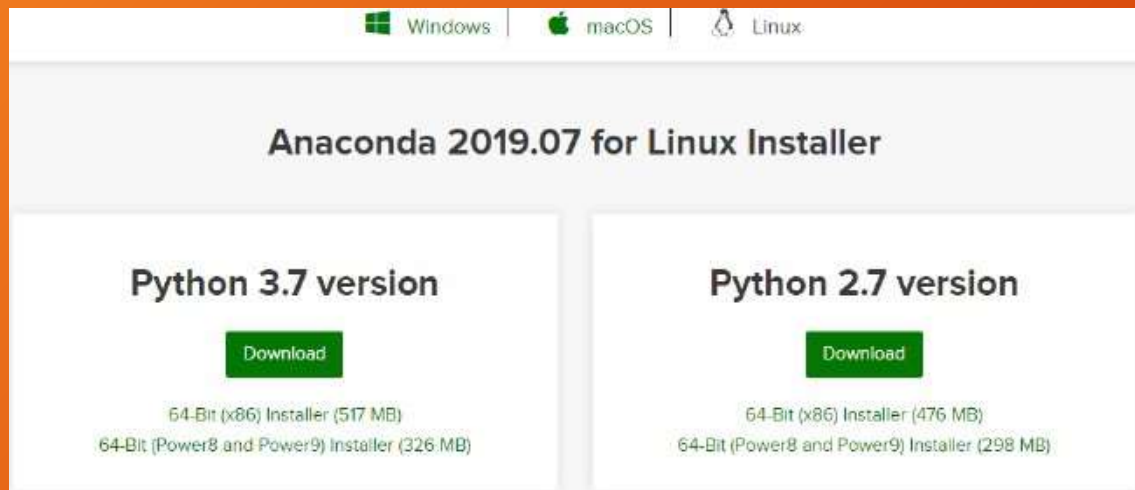 Windows | macOS | Linux
Anaconda 2019.07 for Linux Installer
Python 3.7 version
Download
64-Bit (x86) Installer (517 MB)
64-Bit (Power8 and Power9) Installer (326 MB)
Python 2.7 version
Download
64-Bit (x86) Installer (476 MB)
64-Bit (Power8 and Power9) Installer (298 MB)